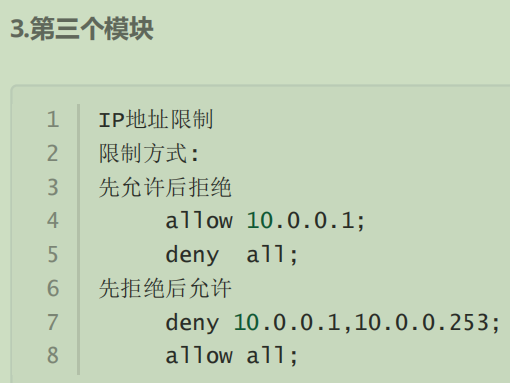 3.第三个模块
1 IP地址限制
2 限制方式:
3 先允许后拒绝
4 allow 10.0.0.1;
5 deny  all;
6 先拒绝后允许
7 deny 10.0.0.1,10.0.0.253;
8 allow all;